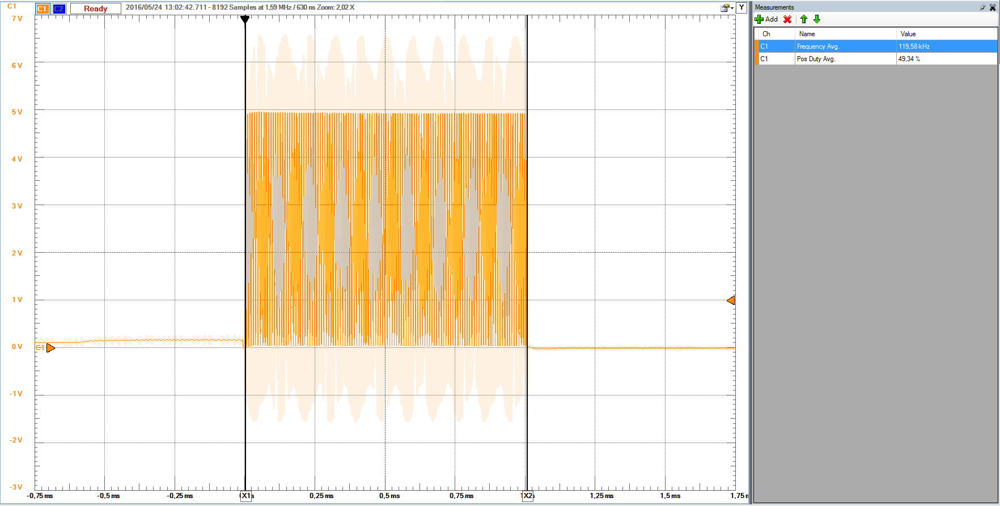 C1
C1 C2 Ready 2016/05/24 13:02:42.711 - 8192 Samples at 1,59 MHz / 630 ns Zoom: 2,02 X Y
7 V
6 V
5 V
4 V
3 V
2 V
1 V
0 V
-1 V
-2 V
-3 V
C1
-0,75 ms -0,5 ms -0,25 ms X1 0,25 ms 0,5 ms 0,75 ms X2 1,25 ms 1,5 ms 1,75
Measurements
Add
Ch Name Value
C1 Frequency Avg. 119,58 kHz
C1 Pos Duty Avg. 49,34 %